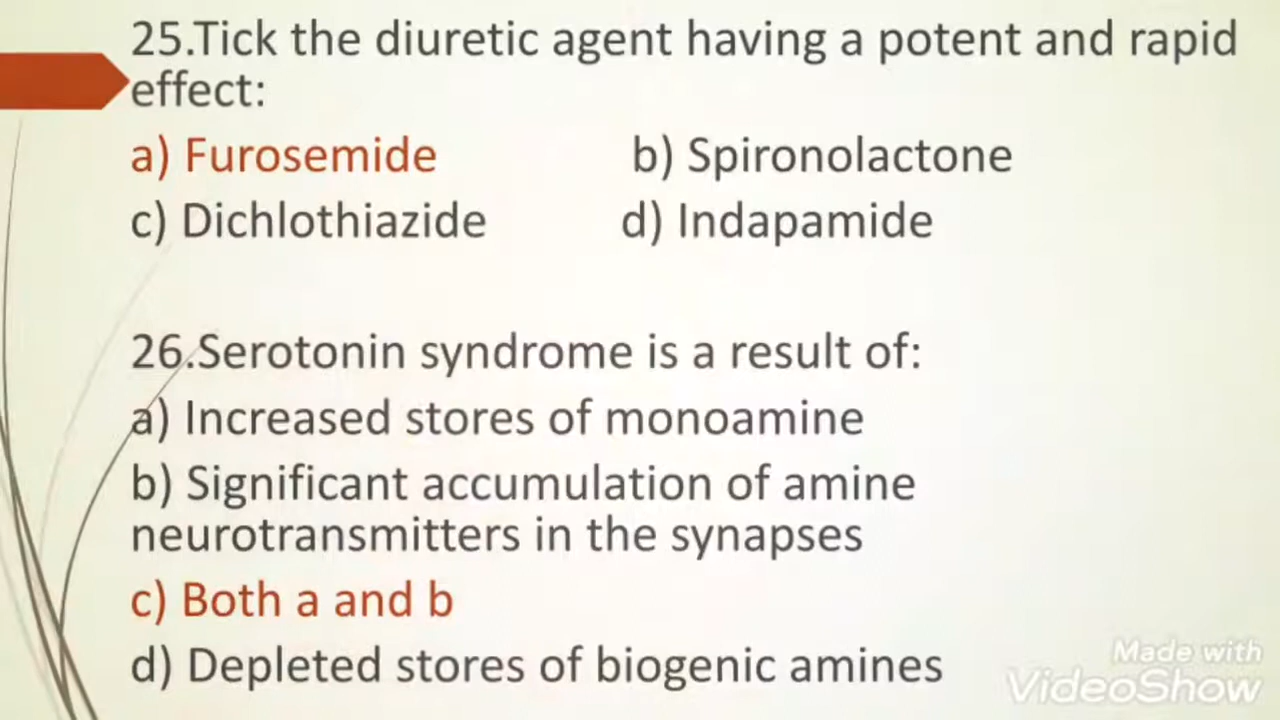 25.Tick the diuretic agent having a potent and rapid
effect:
a) Furosemide b) Spironolactone
c) Dichlothiazide d) Indapamide
26.Serotonin syndrome is a result of:
a) Increased stores of monoamine
b) Significant accumulation of amine
neurotransmitters in the synapses
c) Both a and b
d) Depleted stores of biogenic amines
Made with
VideoShow